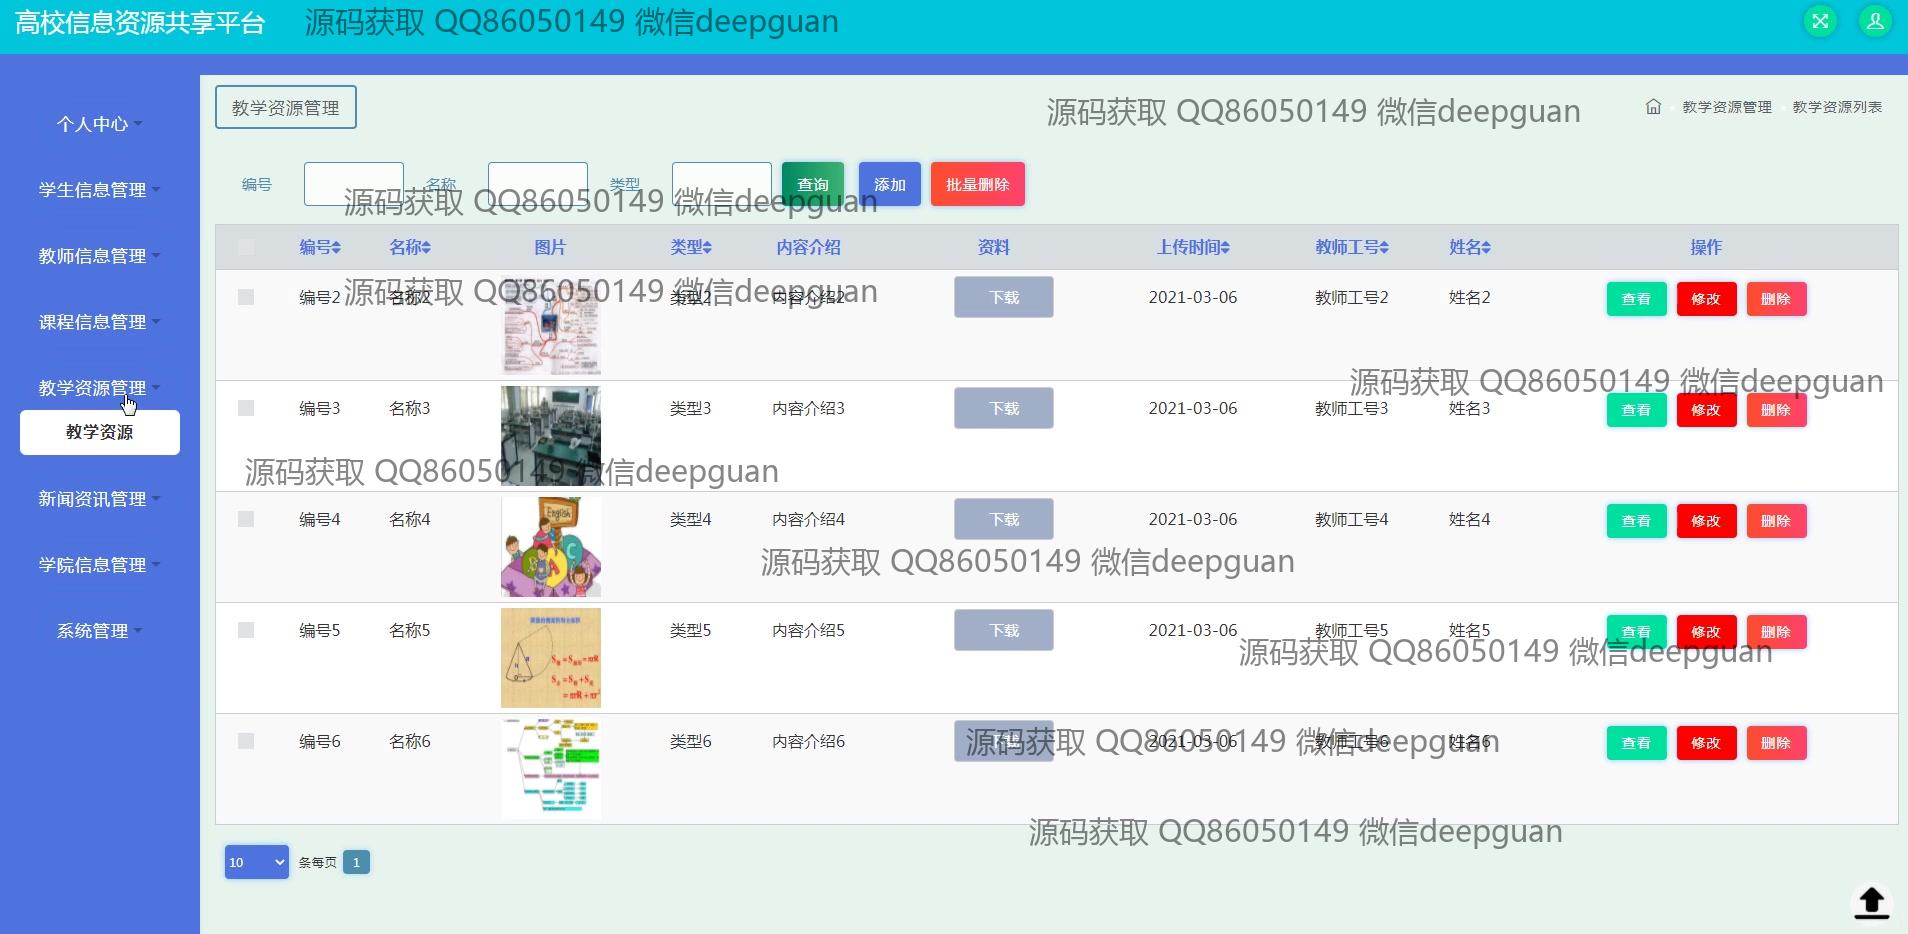 高校信息资源共享平台 源码获取 QQ86050149 微信deepguan
教学资源管理 源码获取 QQ86050149 微信deepguan 教学资源管理 教学资源列表
个人中心
学生信息管理
教师信息管理
课程信息管理
教学资源管理
教学资源
新闻资讯管理
学院信息管理
系统管理
编号 名称 类型 查询 添加 批量删除
源码获取 QQ86050149 微信deepguan
编号 名称 图片 类型 内容介绍 资料 上传时间 教师工号 姓名 操作
编号2 名称2 类型2 内容介绍2 下载 2021-03-06 教师工号2 姓名2 查看 修改 删除
源码获取 QQ86050149 微信deepguan
源码获取 QQ86050149 微信deepguan
编号3 名称3 类型3 内容介绍3 下载 2021-03-06 教师工号3 姓名3 查看 修改 删除
源码获取 QQ86050149 微信deepguan
English
编号4 名称4 类型4 内容介绍4 下载 2021-03-06 教师工号4 姓名4 查看 修改 删除
源码获取 QQ86050149 微信deepguan
编号5 名称5 类型5 内容介绍5 下载 2021-03-06 教师工号5 姓名5 查看 修改 删除
源码获取 QQ86050149 微信deepguan
编号6 名称6 类型6 内容介绍6 下载 2021-03-06 教师工号6 姓名6 查看 修改 删除
源码获取 QQ86050149 微信deepguan
源码获取 QQ86050149 微信deepguan
10 条每页 1